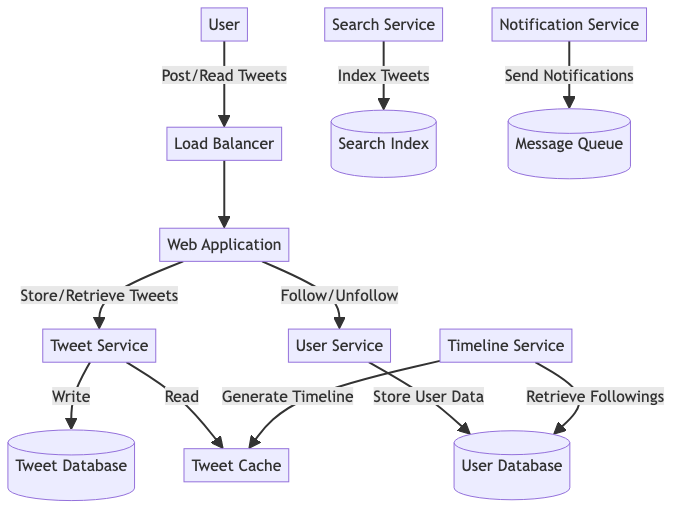 User
Search Service
Notification Service
Post/Read Tweets
Index Tweets
Send Notifications
Load Balancer
Search Index
Message Queue
Web Application
Store/Retrieve Tweets
Follow/Unfollow
Tweet Service
User Service
Timeline Service
Write
Read
Generate Timeline
Store User Data
Retrieve Followings
Tweet Database
Tweet Cache
User Database